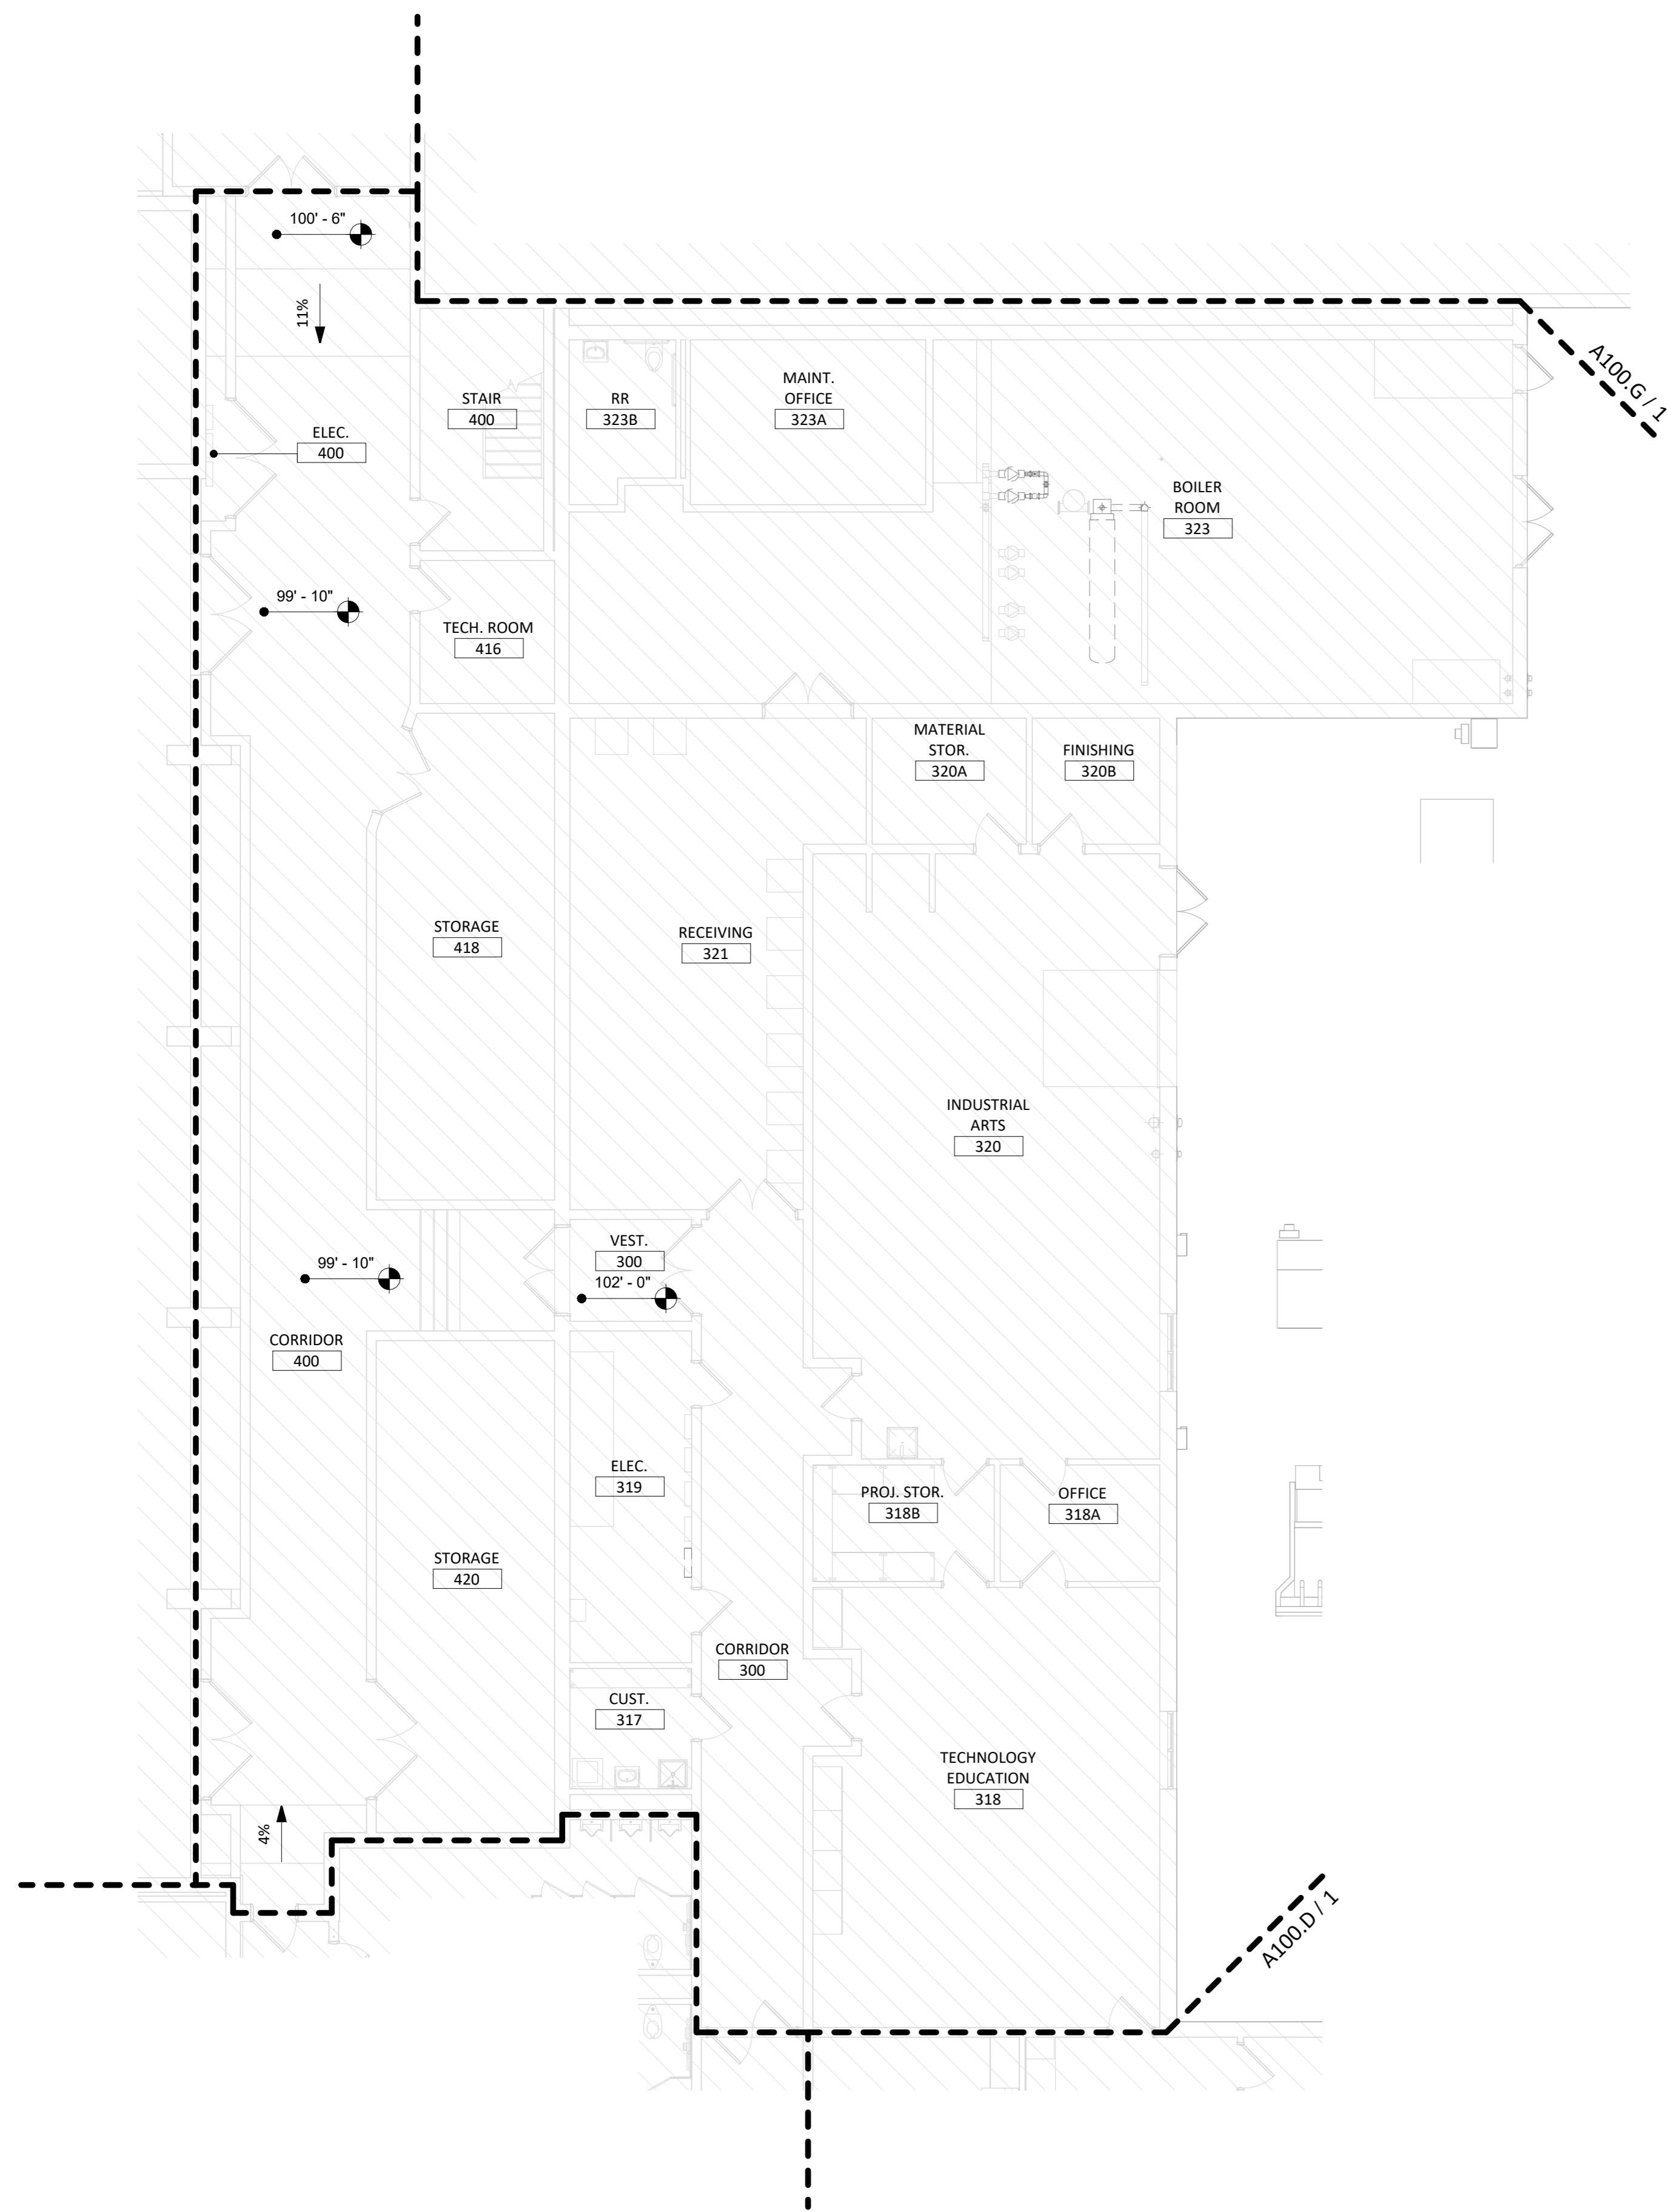 100' - 6"
11%
A100.G / 1
MAINT.
OFFICE
323A
STAIR
400
RR
323B
ELEC.
400
BOILER
ROOM
323
99' - 10"
TECH. ROOM
416
MATERIAL
STOR.
320A
FINISHING
320B
STORAGE
418
RECEIVING
321
INDUSTRIAL
ARTS
320
VEST.
300
99' - 10"
102' - 0"
CORRIDOR
400
ELEC.
319
PROJ. STOR.
318B
OFFICE
318A
STORAGE
420
CORRIDOR
300
CUST.
317
TECHNOLOGY
EDUCATION
318
4%
A100.D / 1